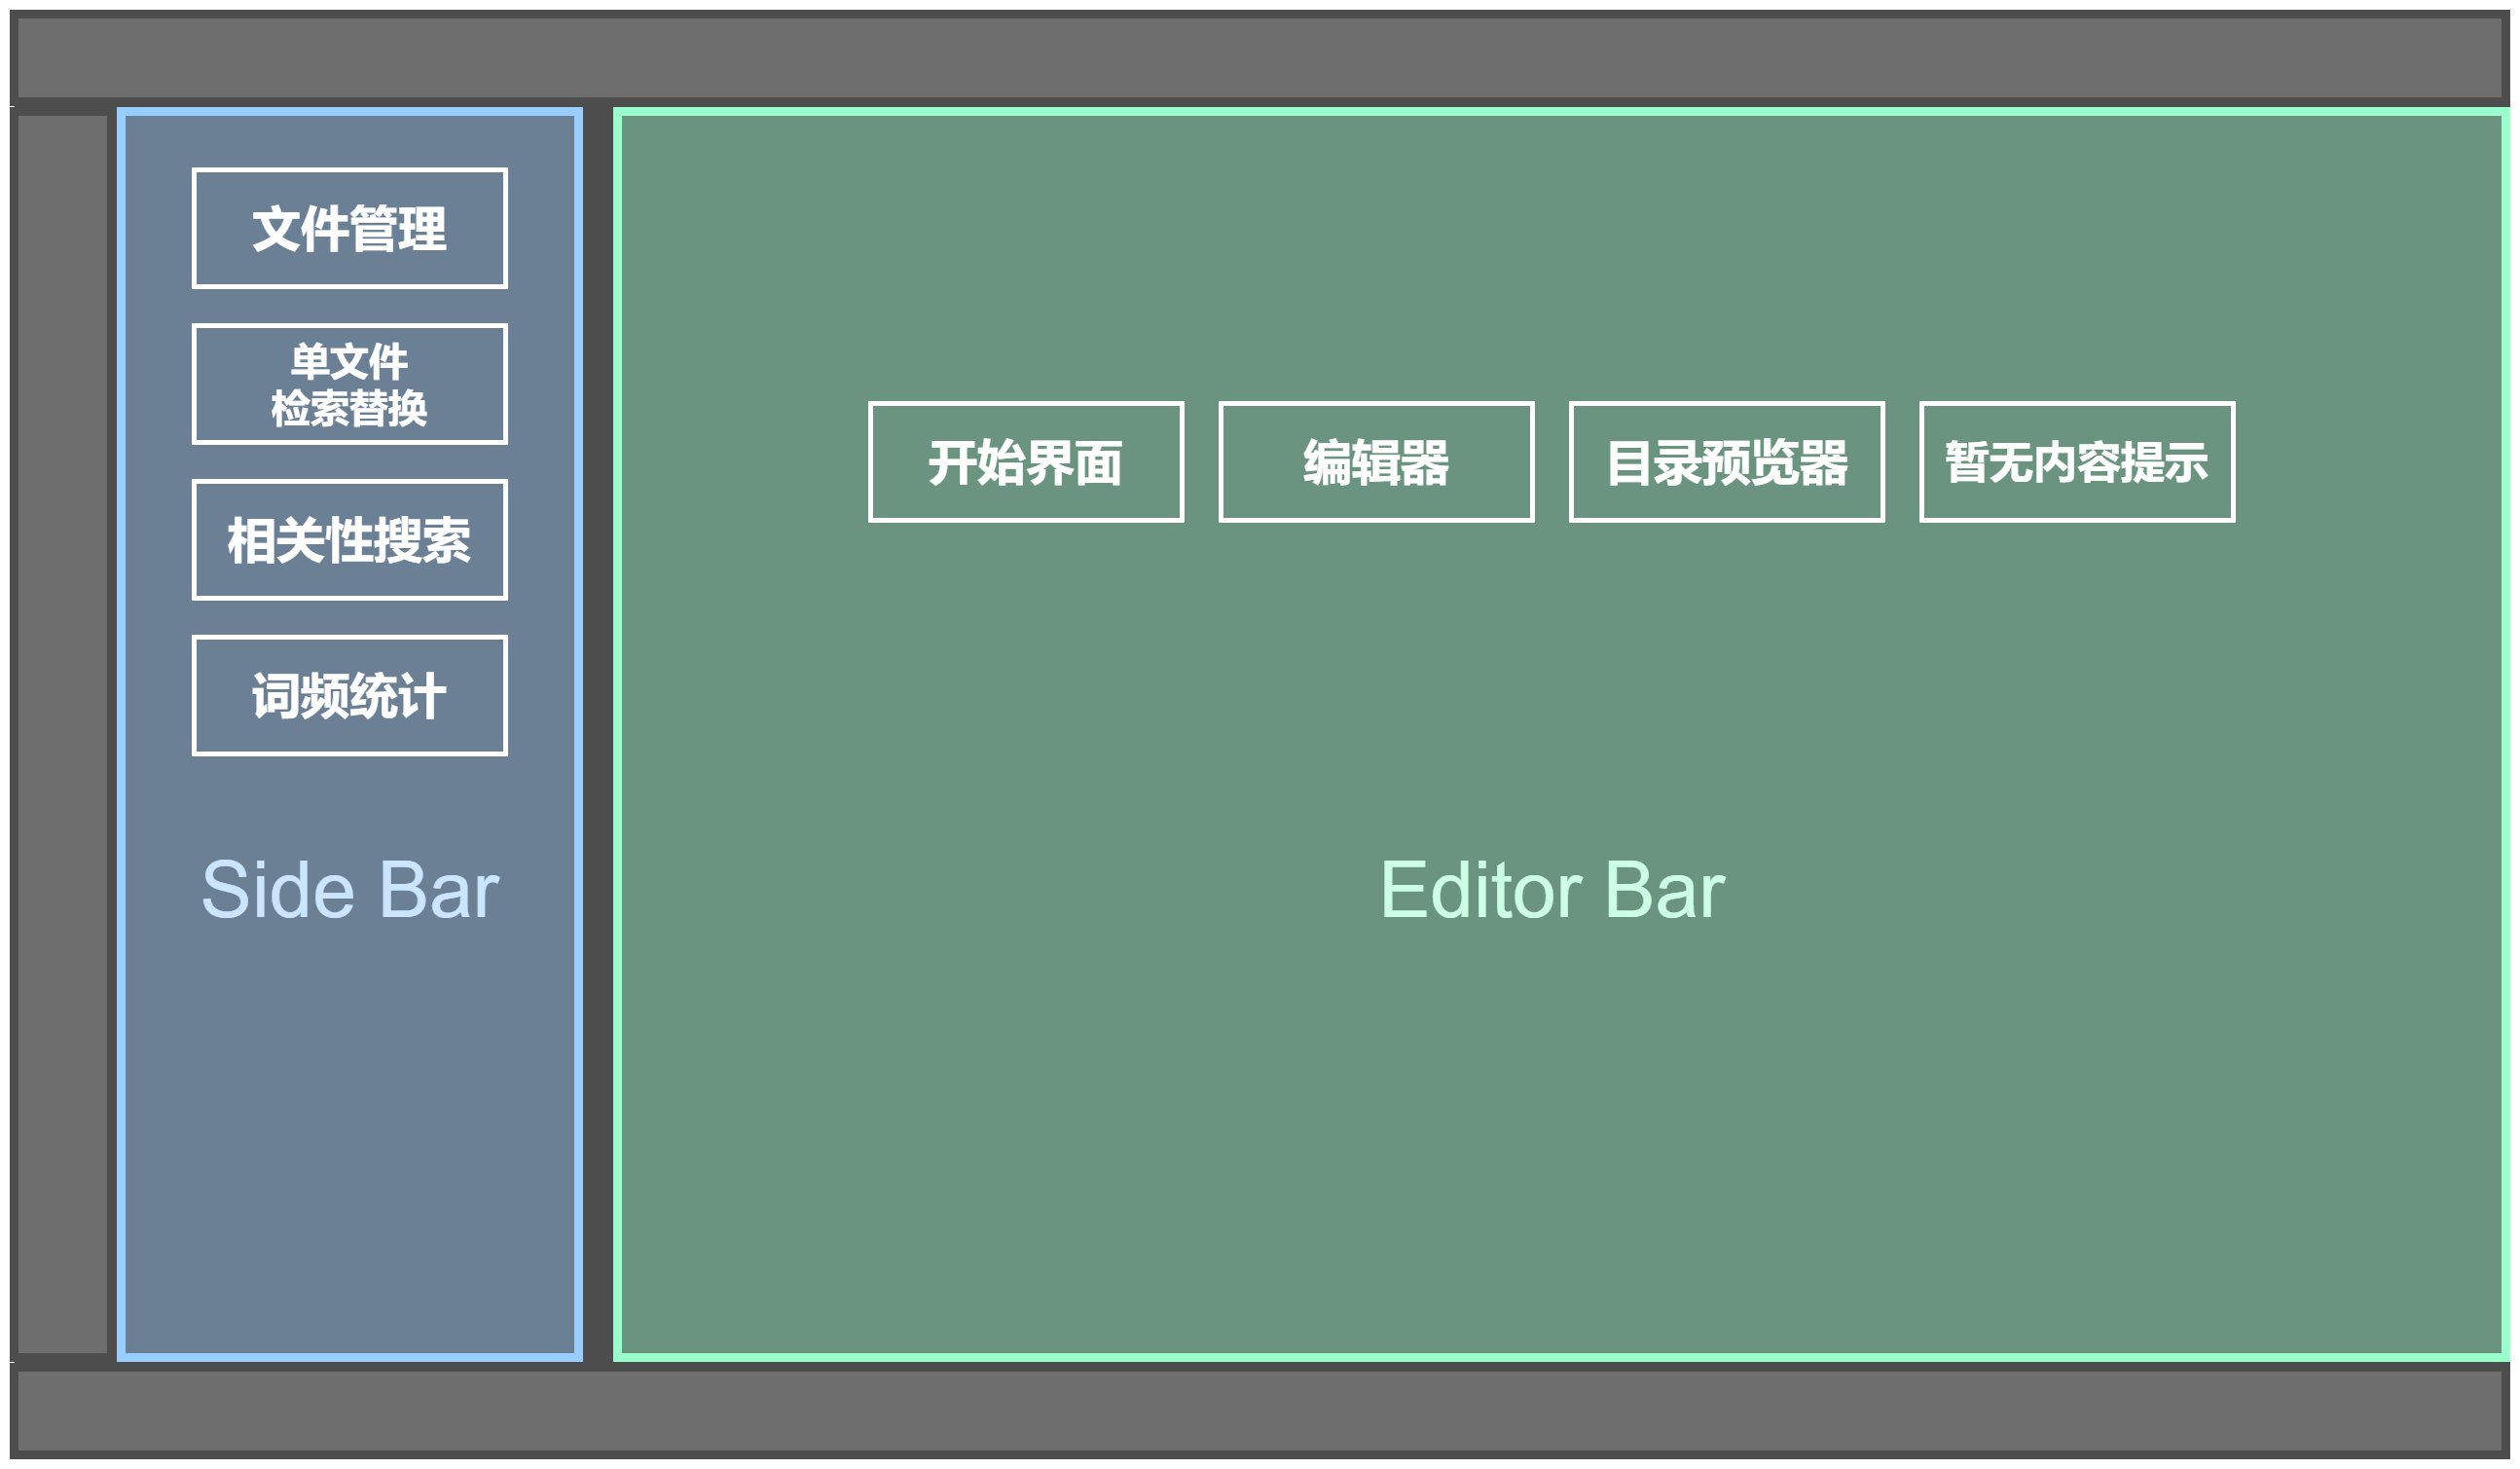 文件管理
单文件
检索替换
相关性搜索
词频统计
Side Bar
开始界面
编辑器
目录预览器
暂无内容提示
Editor Bar